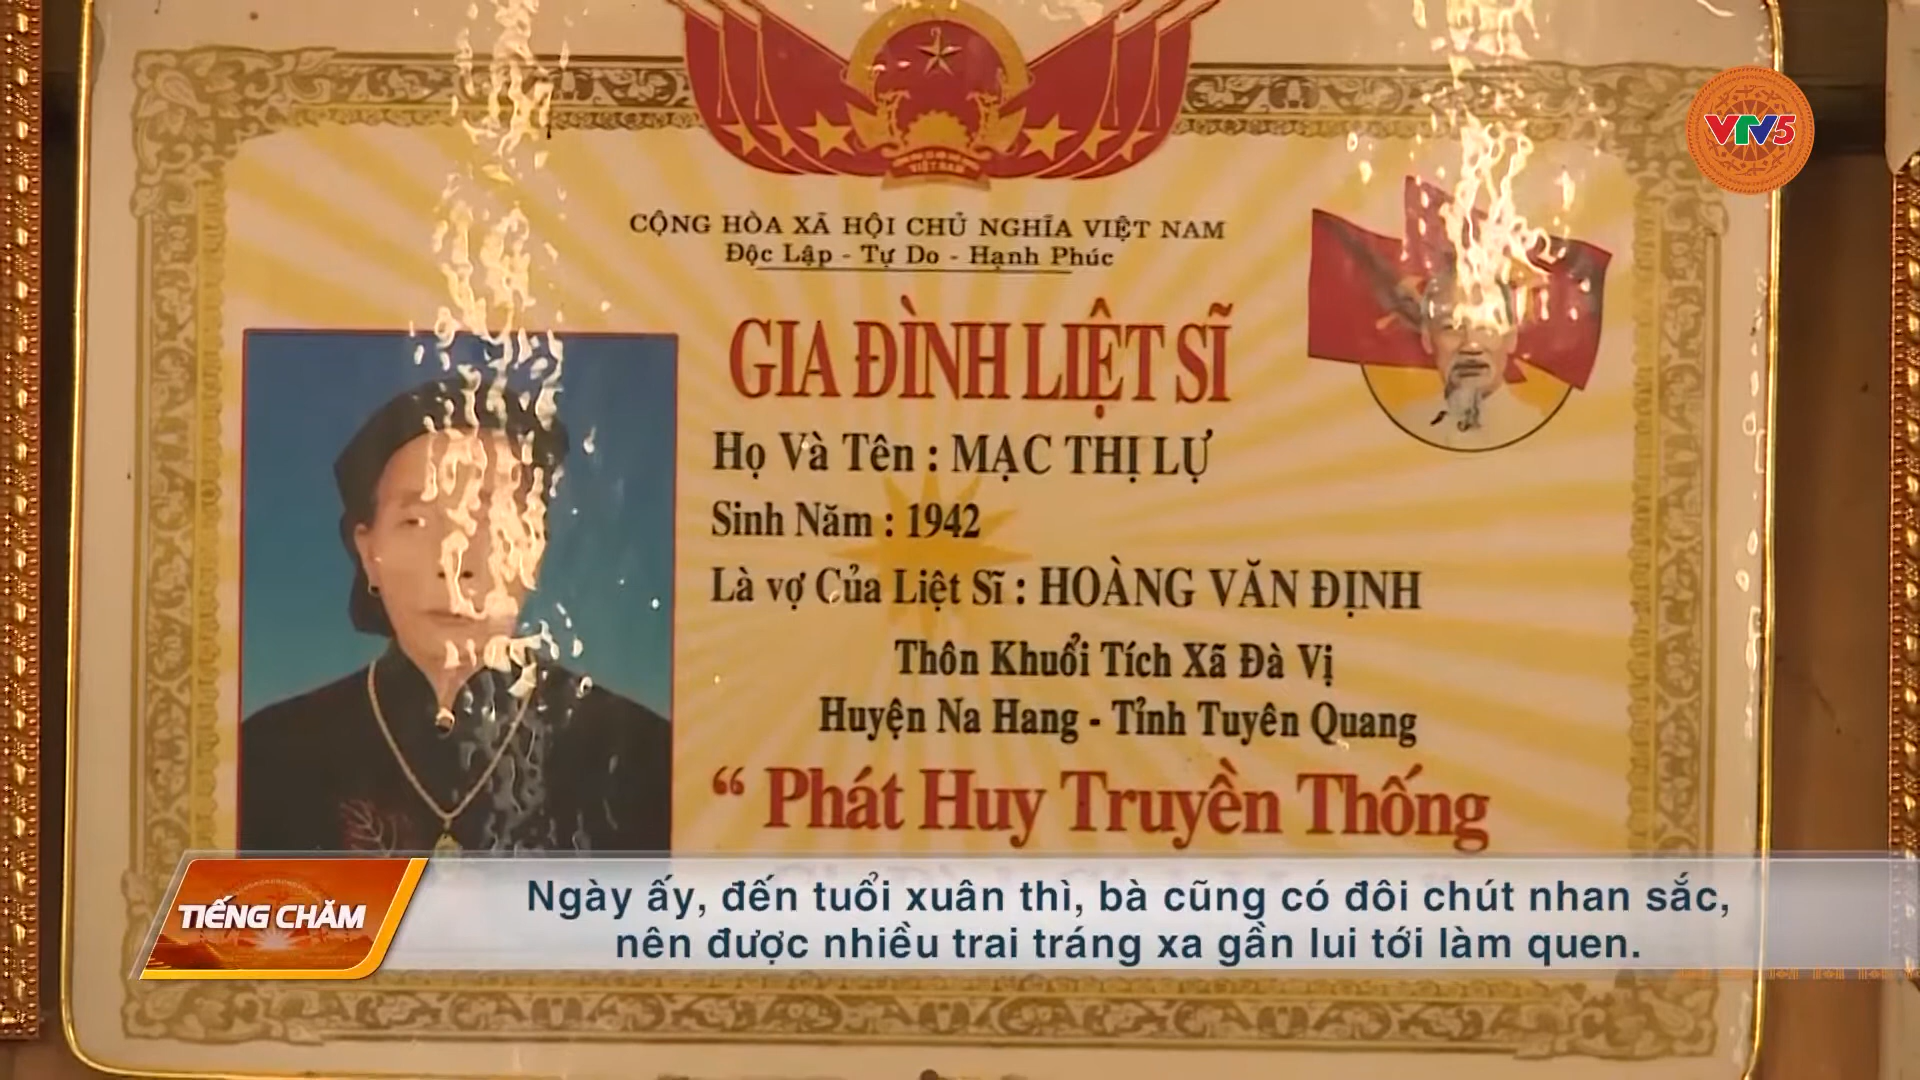 VTV5
CỘNG HÒA XÃ HỘI CHỦ NGHĨA VIỆT NAM
Độc Lập - Tự Do - Hạnh Phúc
GIA ĐÌNH LIỆT SĨ
Họ Và Tên : MẠC THỊ LỰ
Sinh Năm : 1942
Là vợ Của Liệt Sĩ : HOÀNG VĂN ĐỊNH
Thôn Khuổi Tích Xã Đà Vị
Huyện Na Hang - Tỉnh Tuyên Quang
“ Phát Huy Truyền Thống
TIẾNG CHĂM
Ngày ấy, đến tuổi xuân thì, bà cũng có đôi chút nhan sắc,
nên được nhiều trai tráng xa gần lui tới làm quen.